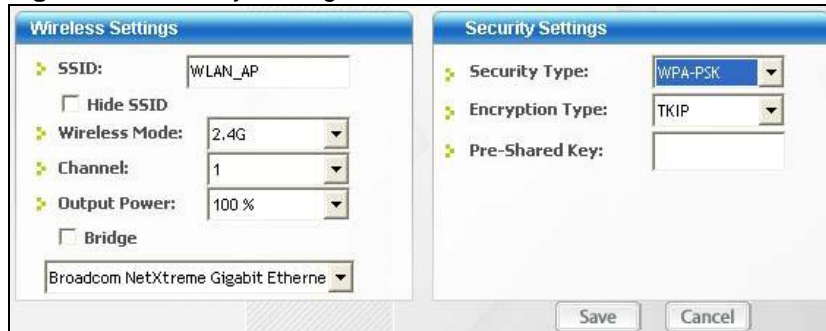 Wireless Settings
SSID: WLAN_AP
Hide SSID
Wireless Mode: 2.4G
Channel: 1
Output Power: 100 %
Bridge
Broadcom NetXtreme Gigabit Etherne
Security Settings
Security Type: WPA-PSK
Encryption Type: TKIP
Pre-Shared Key:
Save Cancel